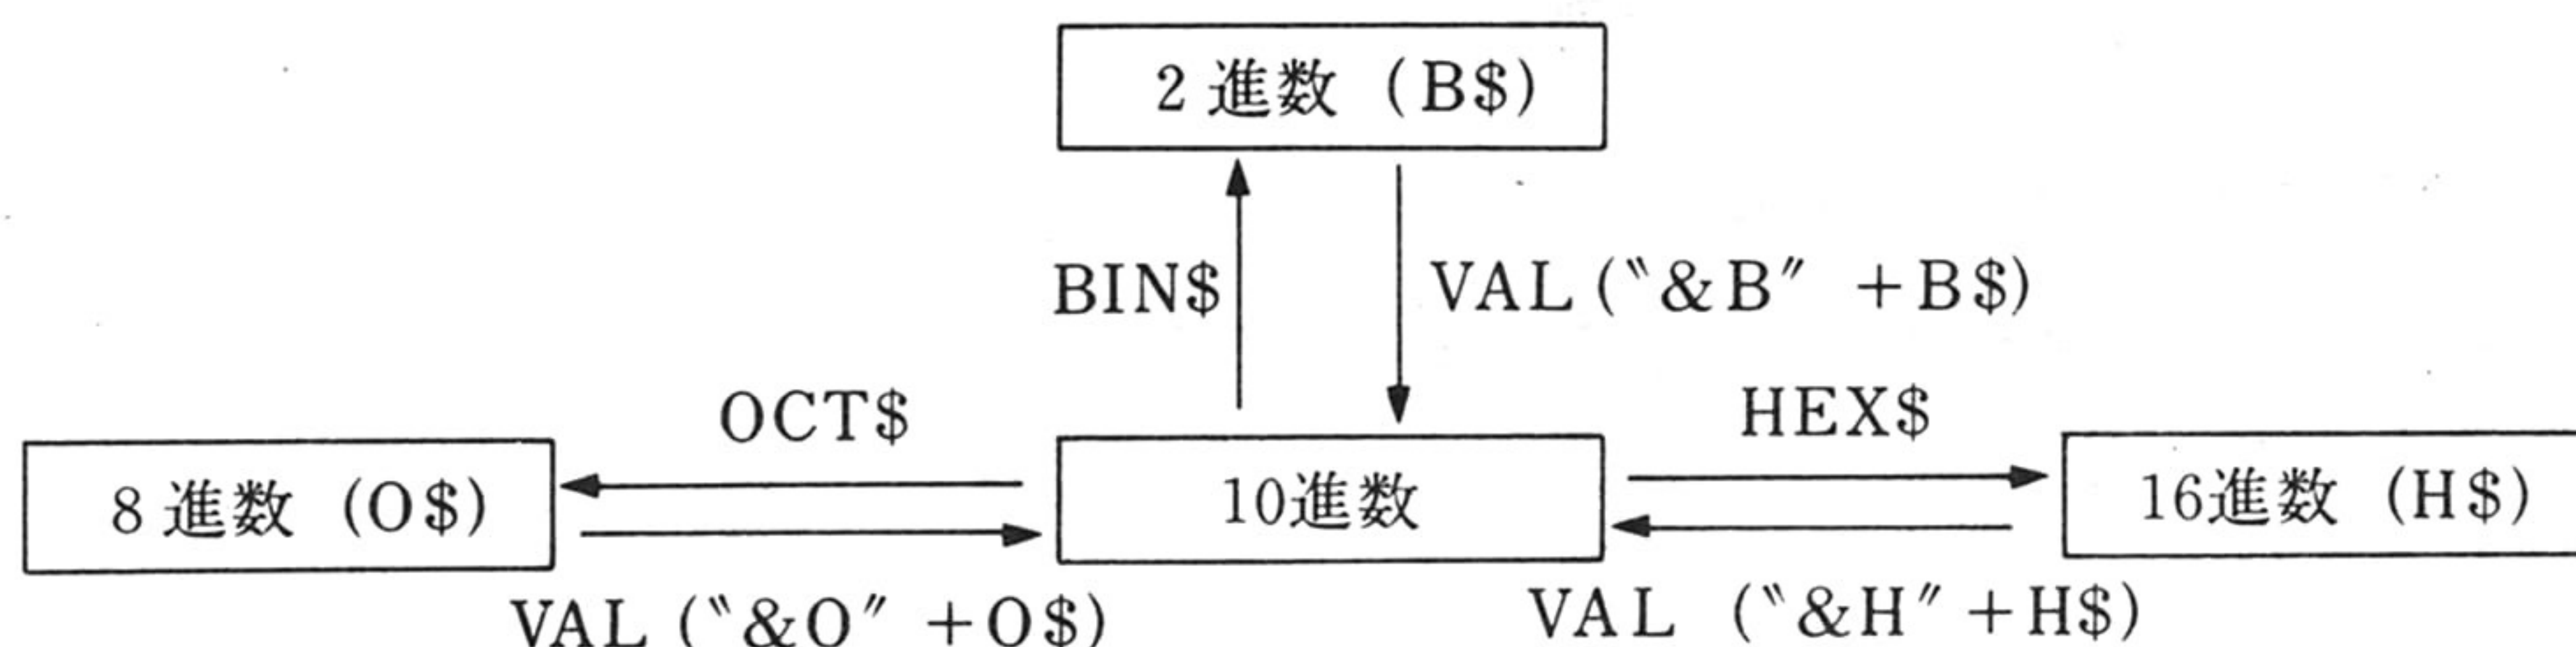 2進数 (B$)
BIN$
VAL(〝&B〞+B$)
OCT$
HEX$
8進数 (O$)
10進数
16進数 (H$)
VAL (〝&O〞+O$)
VAL (〝&H〞+H$)